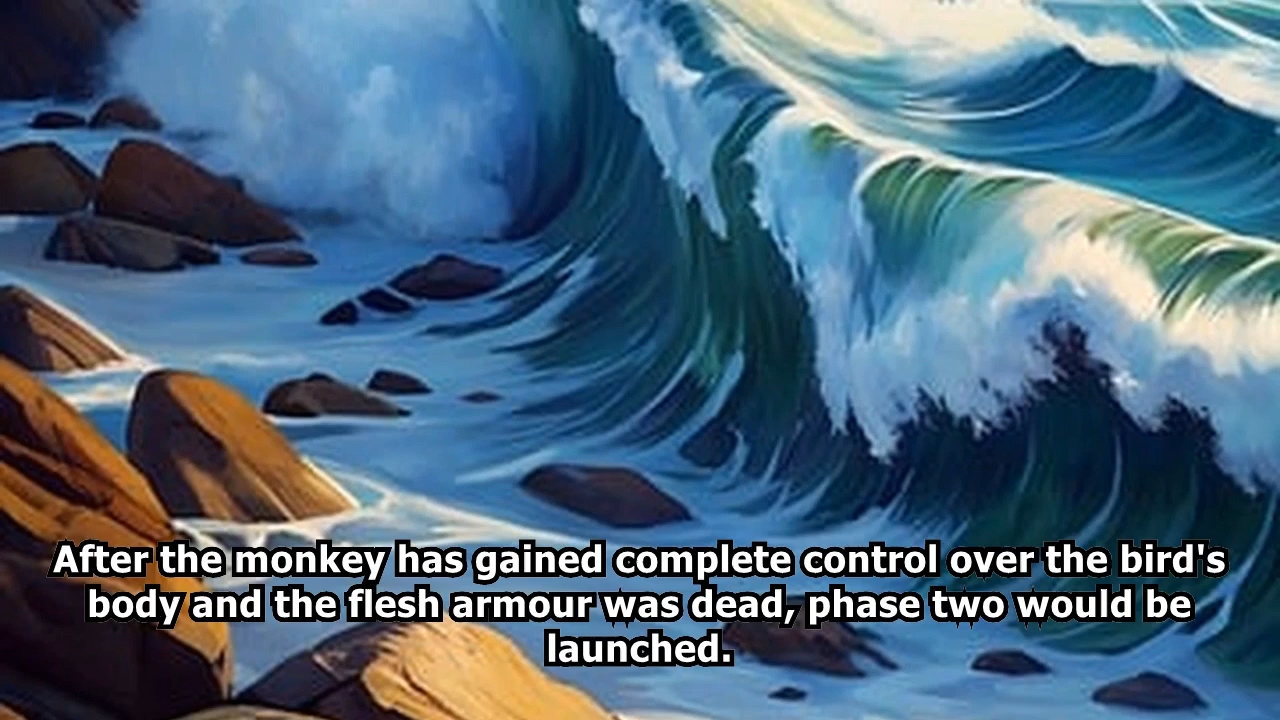 After the monkey has gained complete control over the bird's
body and the flesh armour was dead, phase two would be
launched.